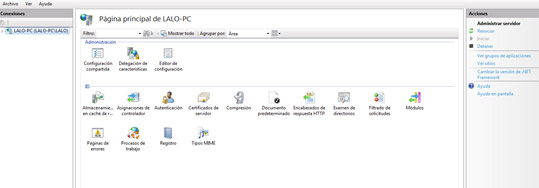 Archivo Ver Ayuda
Conexiones
LALO-PC (LALO-PC\LALO)
Página principal de LALO-PC
Filtro: Mostrar todo Agrupar por: Área
Administración
Configuración compartida
Delegación de características
Editor de configuración
IIS
Almacenamiento en caché de r...
Asignaciones de controlador
Autenticación
Certificados de servidor
Compresión
Documento predeterminado
Encabezados de respuesta HTTP
Examen de directorios
Filtrado de solicitudes
Módulos
Páginas de errores
Procesos de trabajo
Registro
Tipos MIME
Acciones
Administrar servidor
Reiniciar
Iniciar
Detener
Ver grupos de aplicaciones
Ver sitios
Cambiar la versión de .NET
Framework
Ayuda
Ayuda en pantalla